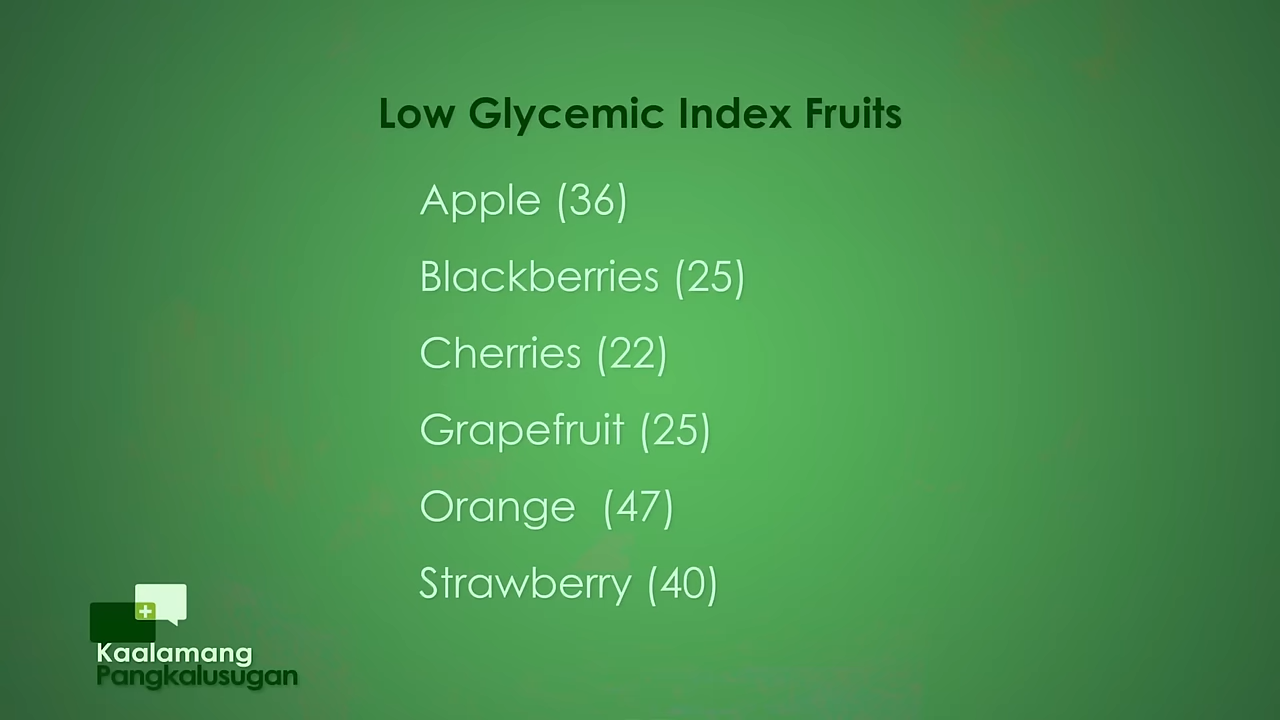 Low Glycemic Index Fruits
Apple (36)
Blackberries (25)
Cherries (22)
Grapefruit (25)
Orange  (47)
Strawberry (40)
Kaalamang
Pangkalusugan